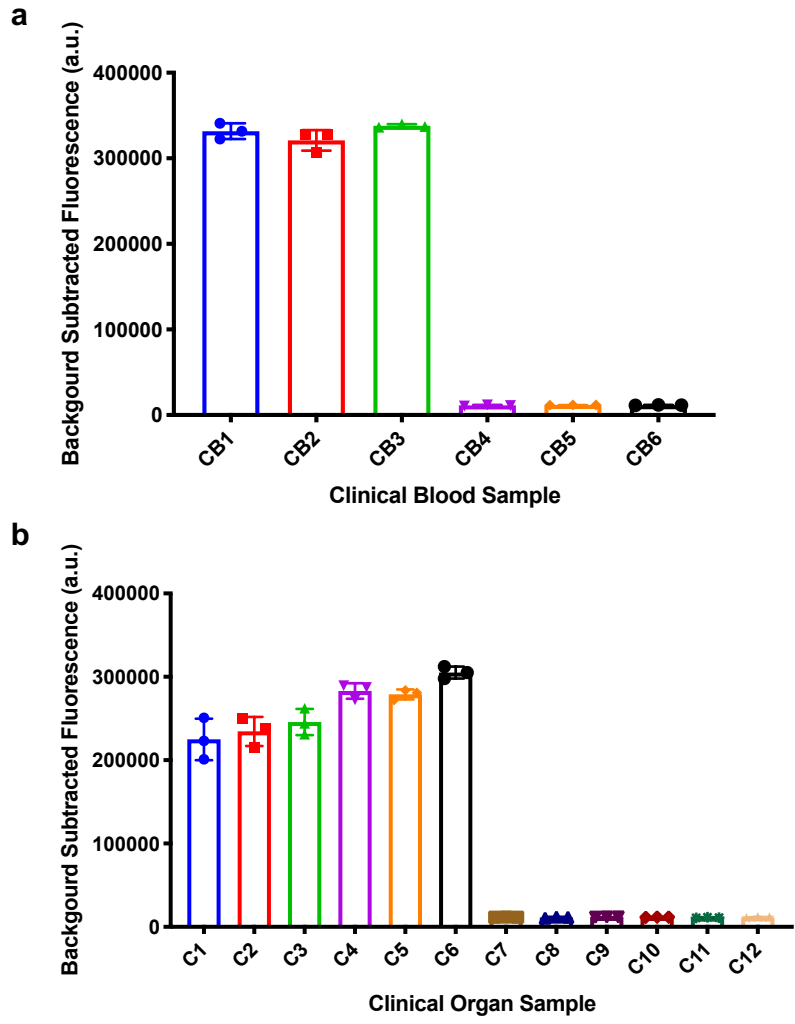 a
Backgourd Subtracted Fluorescence (a.u.)
400000
300000
200000
100000
0
CB1 CB2 CB3 CB4 CB5 CB6
Clinical Blood Sample
b
Backgourd Subtracted Fluorescence (a.u.)
400000
300000
200000
100000
0
C1 C2 C3 C4 C5 C6 C7 C8 C9 C10 C11 C12
Clinical Organ Sample